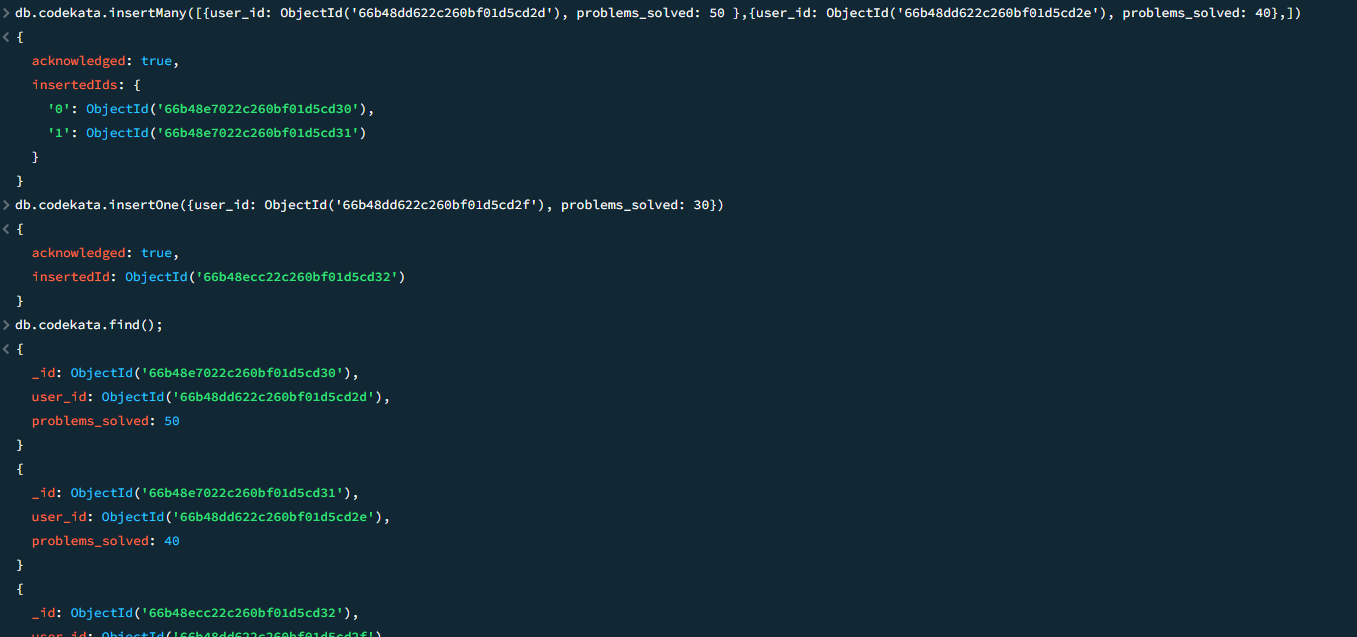 > db.codekata.insertMany([{user_id: ObjectId('66b48dd622c260bf01d5cd2d'), problems_solved: 50 },{user_id: ObjectId('66b48dd622c260bf01d5cd2e'), problems_solved: 40},])
< {
acknowledged: true,
insertedIds: {
'0': ObjectId('66b48e7022c260bf01d5cd30'),
'1': ObjectId('66b48e7022c260bf01d5cd31')
}
}
> db.codekata.insertOne({user_id: ObjectId('66b48dd622c260bf01d5cd2f'), problems_solved: 30})
< {
acknowledged: true,
insertedId: ObjectId('66b48ecc22c260bf01d5cd32')
}
> db.codekata.find();
< {
_id: ObjectId('66b48e7022c260bf01d5cd30'),
user_id: ObjectId('66b48dd622c260bf01d5cd2d'),
problems_solved: 50
}
{
_id: ObjectId('66b48e7022c260bf01d5cd31'),
user_id: ObjectId('66b48dd622c260bf01d5cd2e'),
problems_solved: 40
}
{
_id: ObjectId('66b48ecc22c260bf01d5cd32'),
user_id: ObjectId('66b48dd622c260bf01d5cd2f')